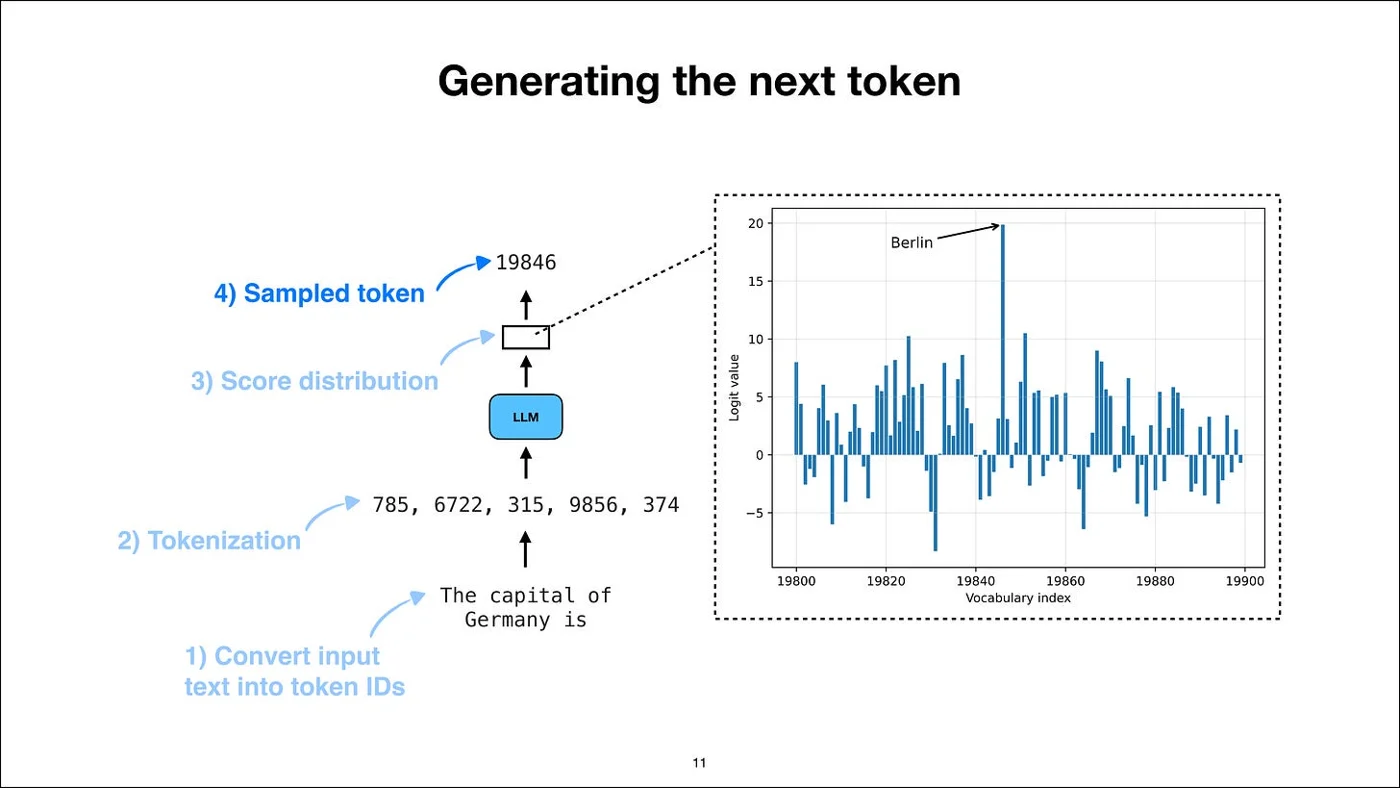 Generating the next token
4) Sampled token
19846
3) Score distribution
LLM
2) Tokenization
785, 6722, 315, 9856, 374
The capital of
Germany is
1) Convert input
text into token IDs
Berlin
Logit value
20
15
10
5
0
−5
19800 19820 19840 19860 19880 19900
Vocabulary index
11